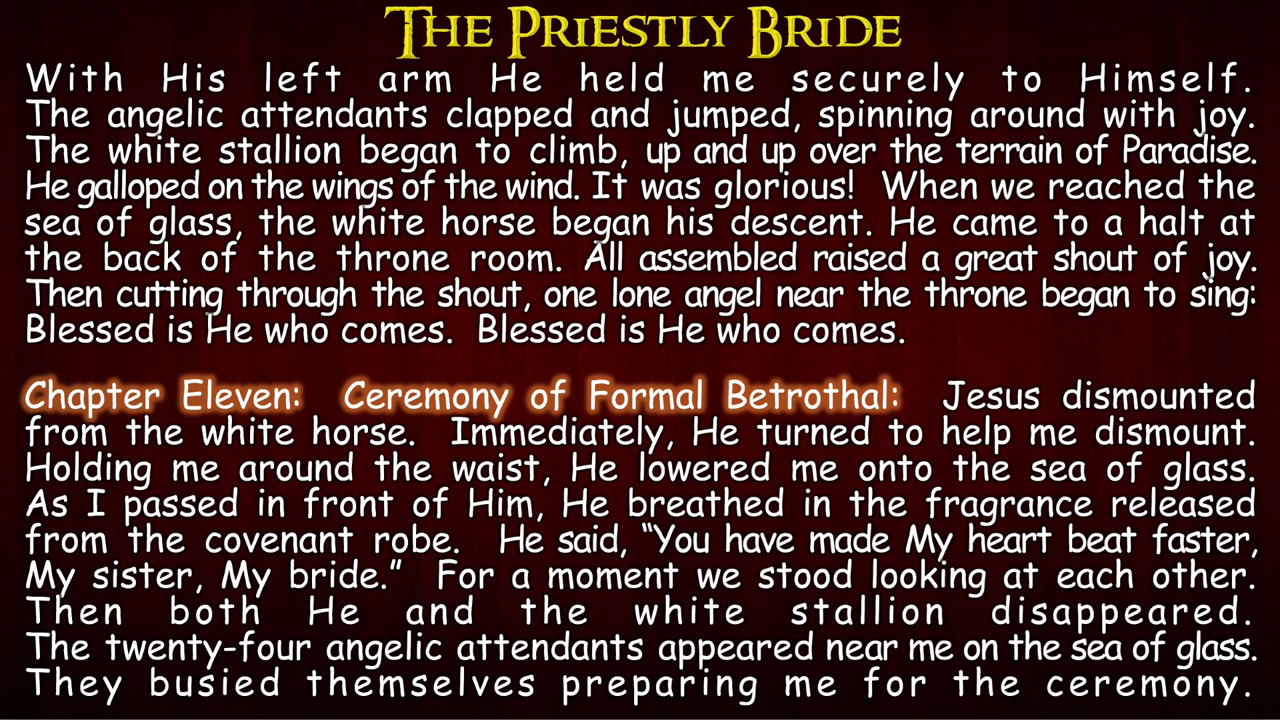 The Priestly Bride
With His left arm He held me securely to Himself.
The angelic attendants clapped and jumped, spinning around with joy.
The white stallion began to climb, up and up over the terrain of Paradise.
He galloped on the wings of the wind. It was glorious!  When we reached the
sea of glass, the white horse began his descent. He came to a halt at
the back of the throne room.  All assembled raised a great shout of joy.
Then cutting through the shout, one lone angel near the throne began to sing:
Blessed is He who comes.  Blessed is He who comes.
Chapter Eleven:  Ceremony of Formal Betrothal:  Jesus dismounted
from the white horse.  Immediately, He turned to help me dismount.
Holding me around the waist, He lowered me onto the sea of glass.
As I passed in front of Him, He breathed in the fragrance released
from the covenant robe.  He said, “You have made My heart beat faster,
My sister, My bride.”  For a moment we stood looking at each other.
Then both He and the white stallion disappeared.
The twenty-four angelic attendants appeared near me on the sea of glass.
They busied themselves preparing me for the ceremony.